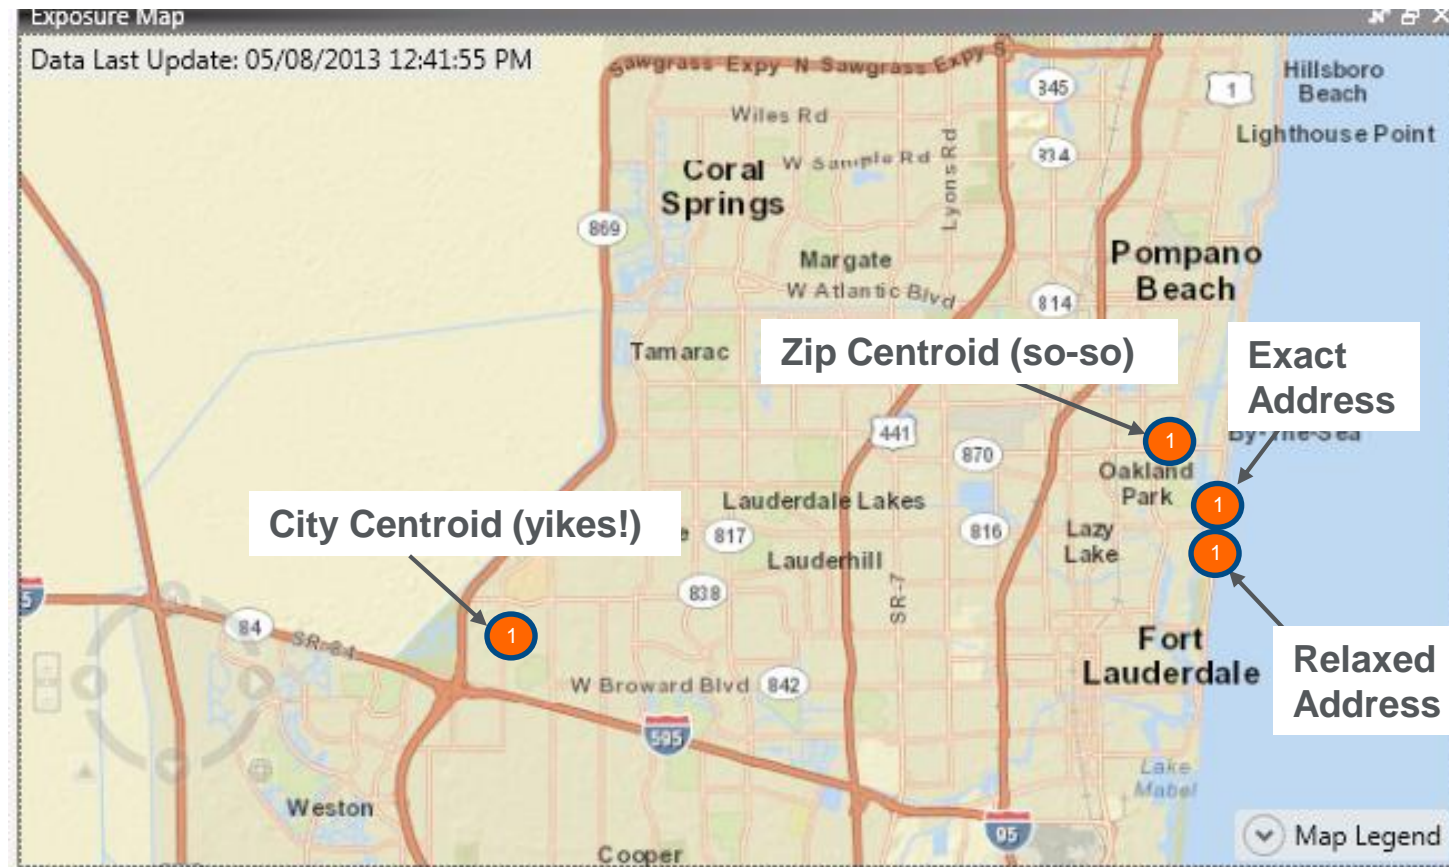 Exposure Map
Data Last Update: 05/08/2013 12:41:55 PM
Sawgrass Expy N Sawgrass Expy S
Hillsboro
Beach
845
1
Wiles Rd
Lighthouse Point
Coral
Springs
W Sample Rd
Lyons Rd
834
869
Margate
Pompano
Beach
W Atlantic Blvd
814
Tamarac
Zip Centroid (so-so)
Exact
Address
441
1
By-The-Sea
870
Oakland
Park
City Centroid (yikes!)
Lauderdale Lakes
1
817
816
Lazy
Lake
1
Lauderhill
838
SR-7
84
SR-84
1
Fort
Lauderdale
Relaxed
Address
W Broward Blvd
842
595
Lake
Mabel
Weston
95
Map Legend
Cooper